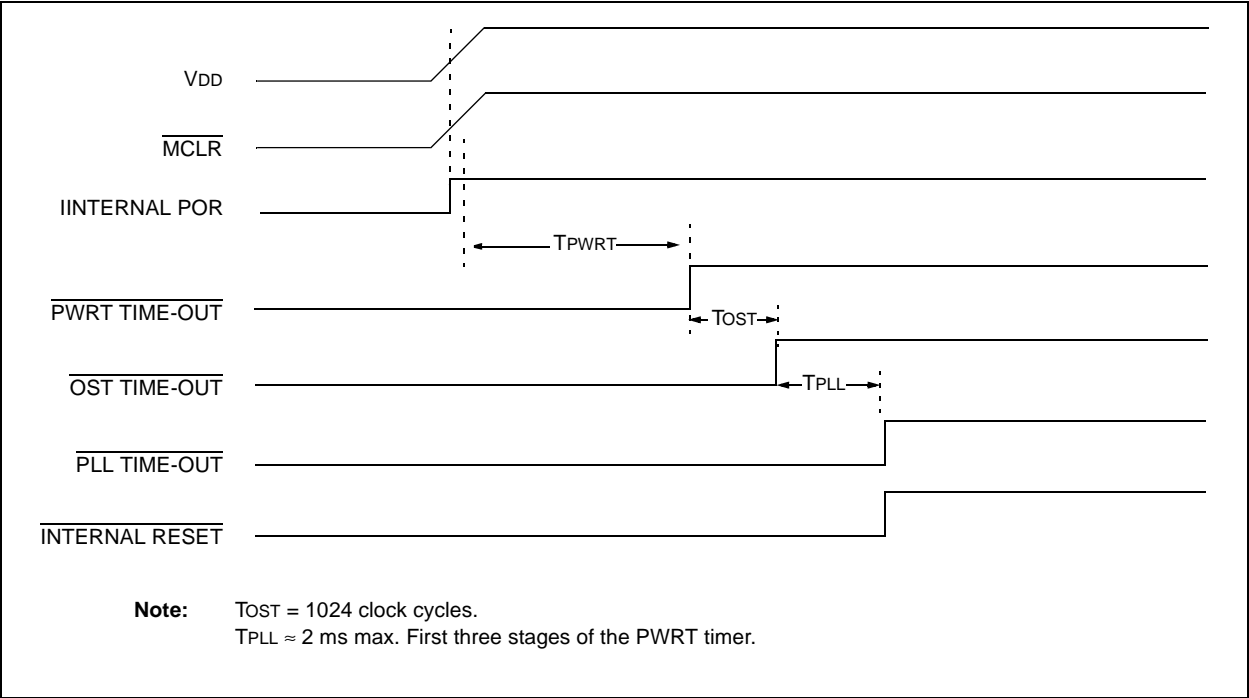 VDD
MCLR
IINTERNAL POR
TPWRT
PWRT TIME-OUT
TOST
OST TIME-OUT
TPLL
PLL TIME-OUT
INTERNAL RESET
Note: TOST = 1024 clock cycles.
TPLL ≈ 2 ms max. First three stages of the PWRT timer.